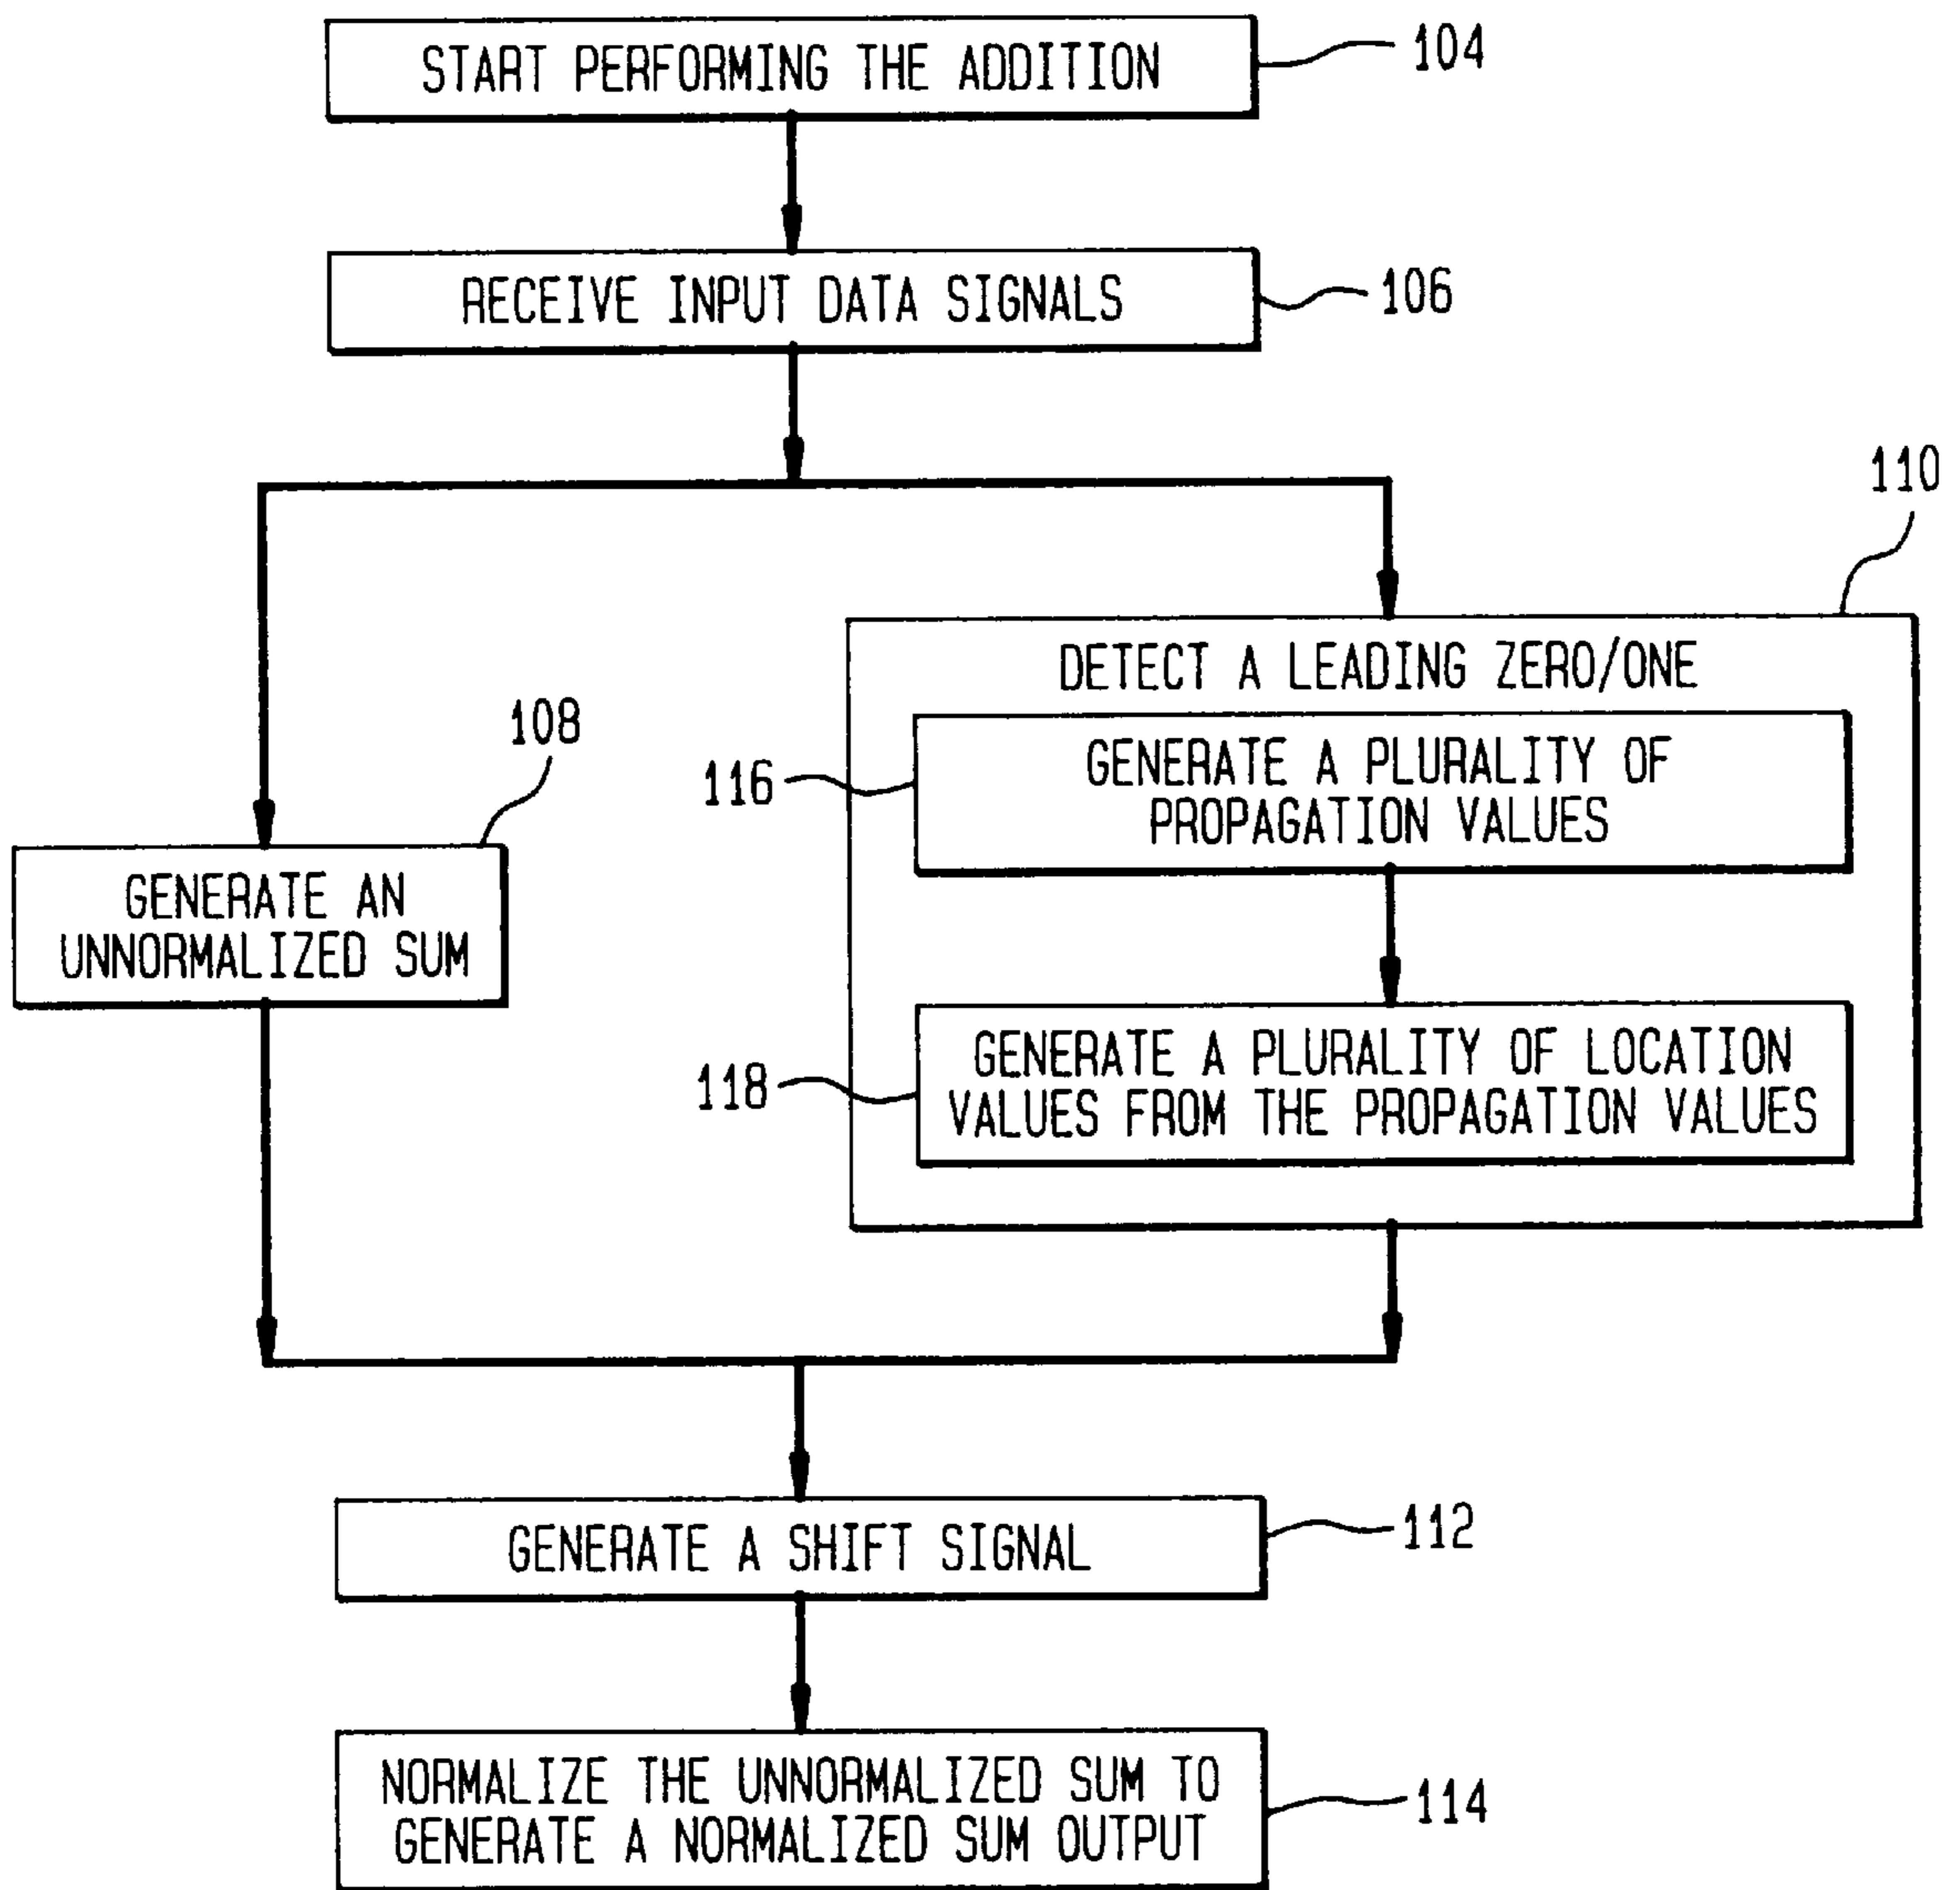 START PERFORMING THE ADDITION
104
RECEIVE INPUT DATA SIGNALS
106
110
DETECT A LEADING ZERO/ONE
108
116
GENERATE A PLURALITY OF
PROPAGATION VALUES
GENERATE AN
UNNORMALIZED SUM
118
GENERATE A PLURALITY OF LOCATION
VALUES FROM THE PROPAGATION VALUES
GENERATE A SHIFT SIGNAL
112
NORMALIZE THE UNNORMALIZED SUM TO
GENERATE A NORMALIZED SUM OUTPUT
114